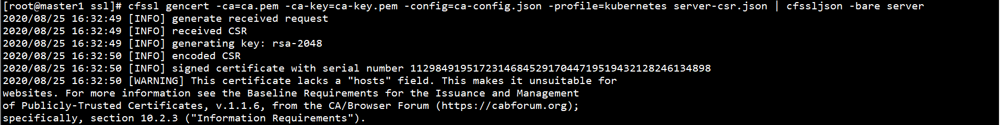 [root@master1 ssl]# cfssl gencert -ca=ca.pem -ca-key=ca-key.pem -config=ca-config.json -profile=kubernetes server-csr.json | cfssljson -bare server
2020/08/25 16:32:49 [INFO] generate received request
2020/08/25 16:32:49 [INFO] received CSR
2020/08/25 16:32:49 [INFO] generating key: rsa-2048
2020/08/25 16:32:50 [INFO] encoded CSR
2020/08/25 16:32:50 [INFO] signed certificate with serial number 112984919517231468452917044719519432128246134898
2020/08/25 16:32:50 [WARNING] This certificate lacks a "hosts" field. This makes it unsuitable for
websites. For more information see the Baseline Requirements for the Issuance and Management
of Publicly-Trusted Certificates, v.1.1.6, from the CA/Browser Forum (https://cabforum.org);
specifically, section 10.2.3 ("Information Requirements").